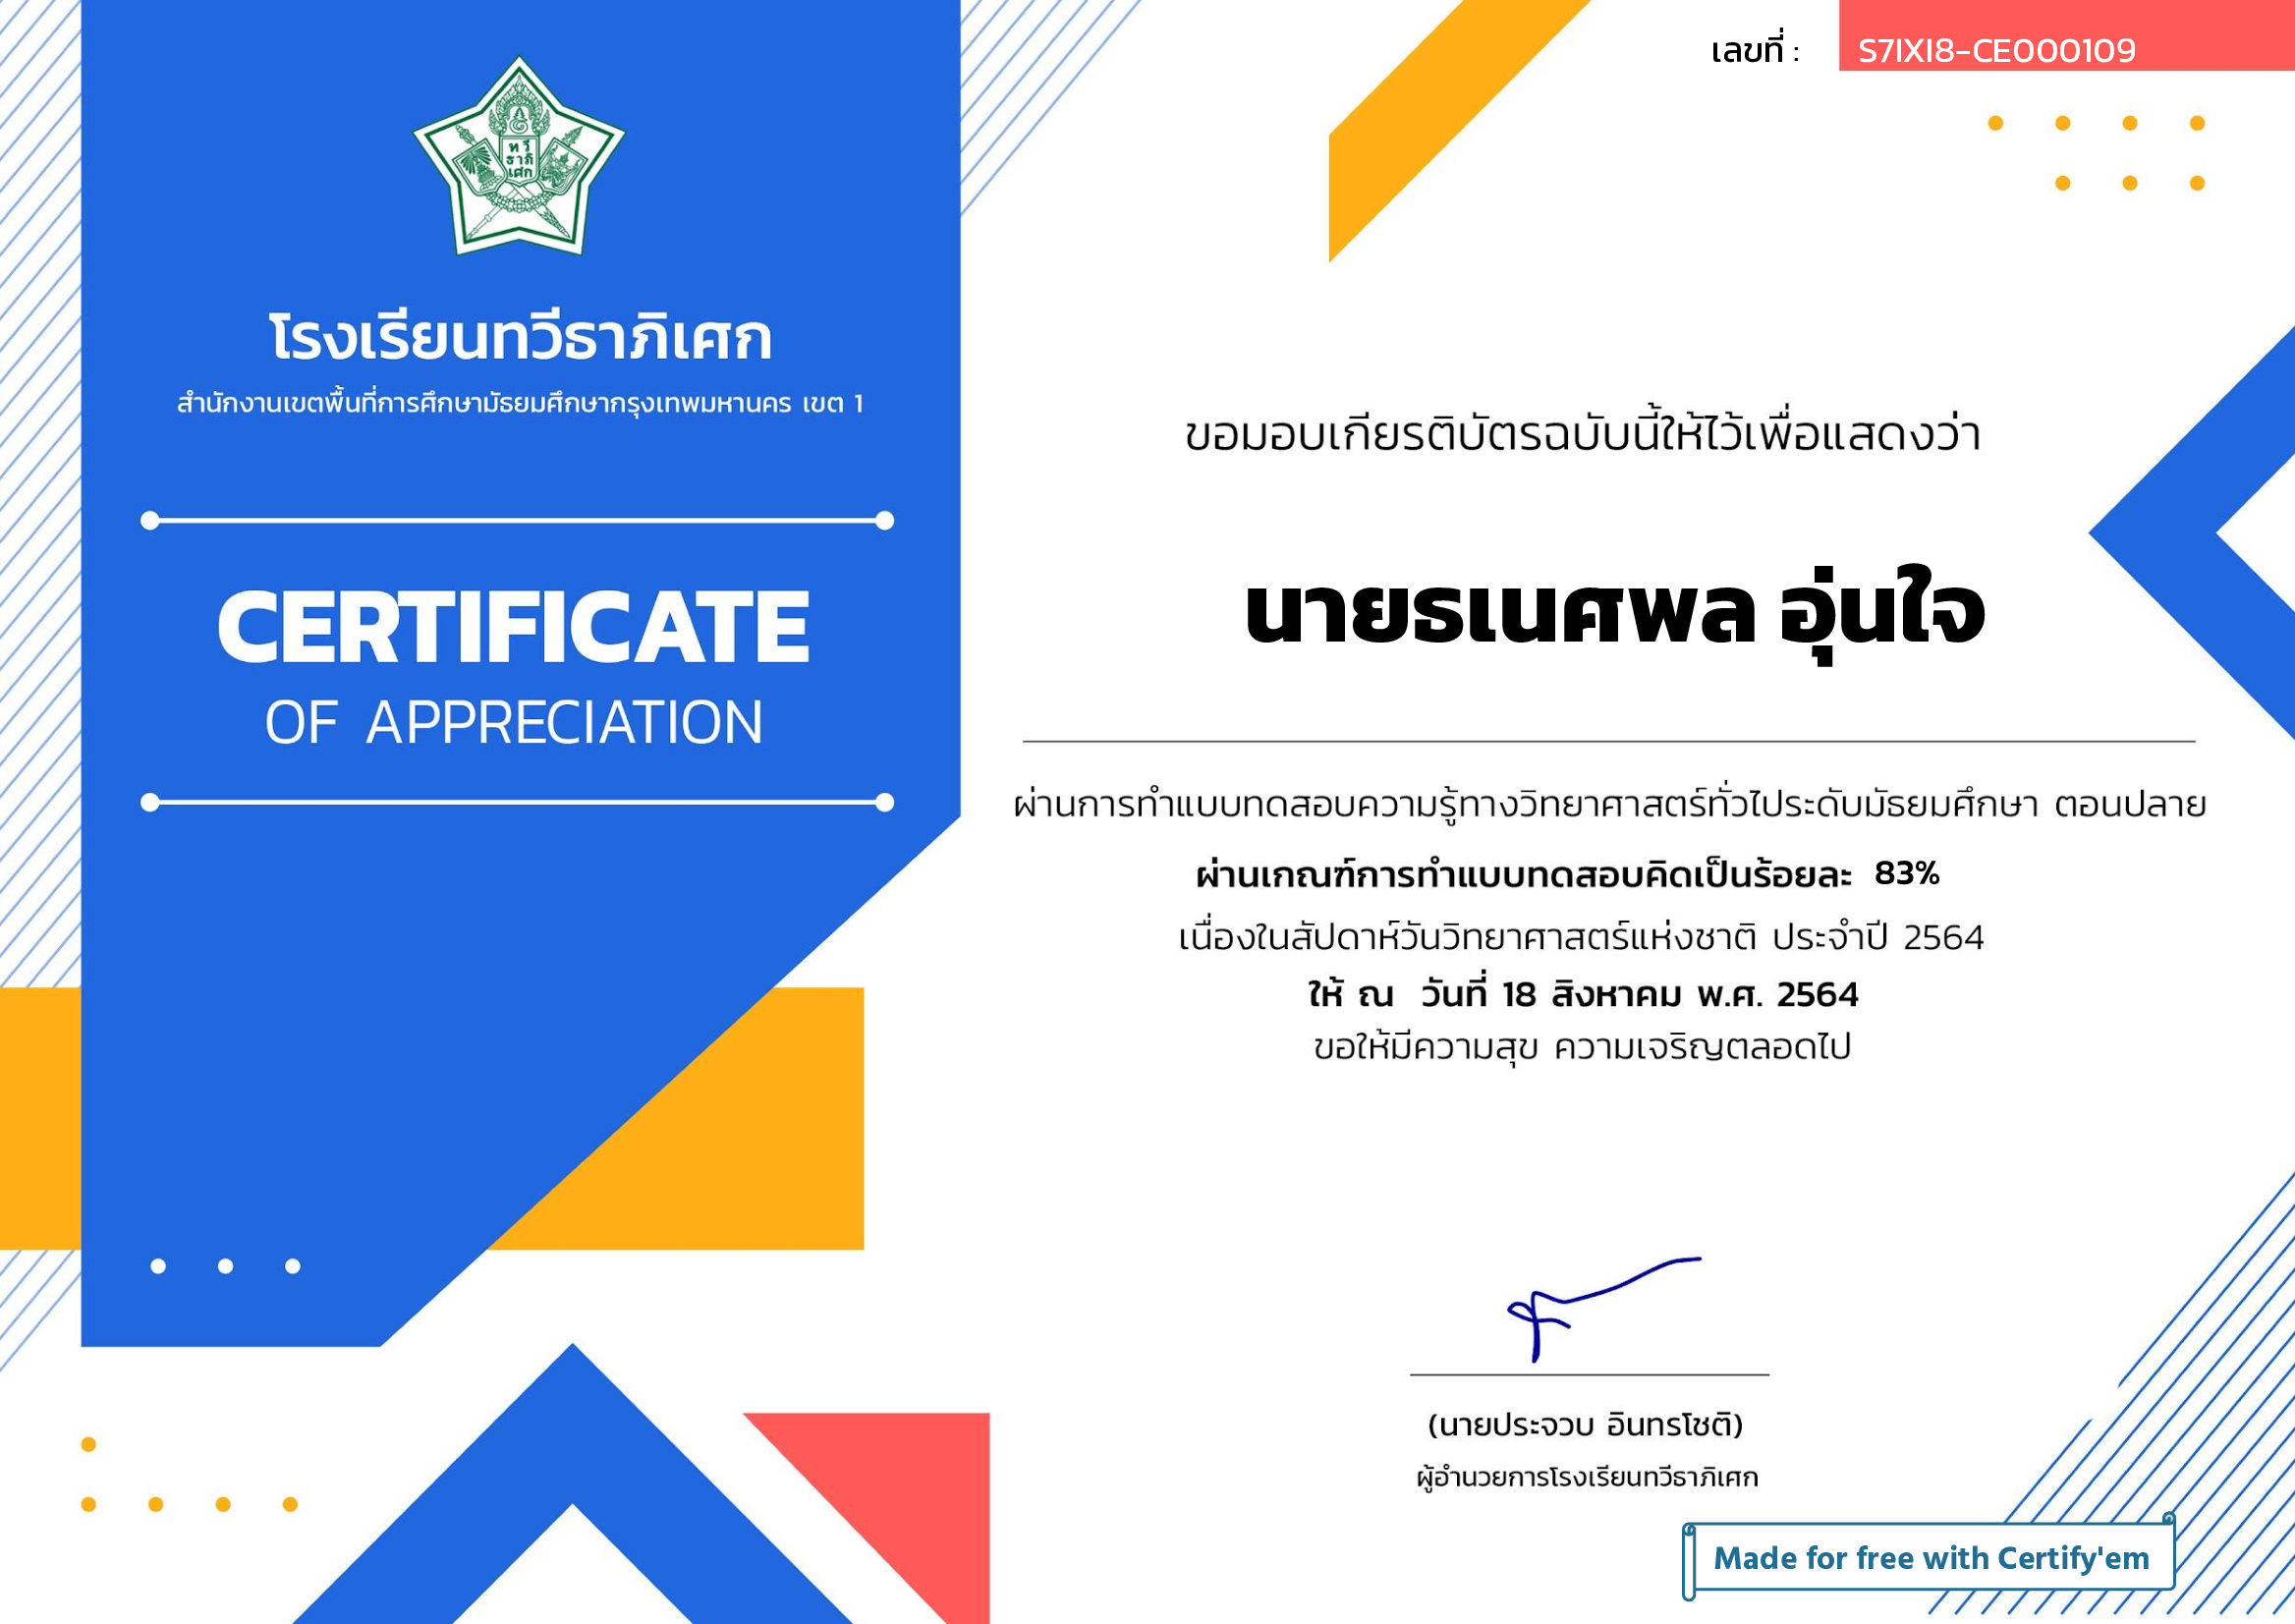 เลขที่ : S7IXI8-CE000109
ทวี
ธาภิ
เศก
โรงเรียนทวีธาภิเศก
สำนักงานเขตพื้นที่การศึกษามัธยมศึกษากรุงเทพมหานคร เขต 1
CERTIFICATE
OF APPRECIATION
ขอมอบเกียรติบัตรฉบับนี้ให้ไว้เพื่อแสดงว่า
นายธเนศพล อุ่นใจ
ผ่านการทำแบบทดสอบความรู้ทางวิทยาศาสตร์ทั่วไประดับมัธยมศึกษา ตอนปลาย
ผ่านเกณฑ์การทำแบบทดสอบคิดเป็นร้อยละ 83%
เนื่องในสัปดาห์วันวิทยาศาสตร์แห่งชาติ ประจำปี 2564
ให้ ณ วันที่ 18 สิงหาคม พ.ศ. 2564
ขอให้มีความสุข ความเจริญตลอดไป
(นายประจวบ อินทรโชติ)
ผู้อำนวยการโรงเรียนทวีธาภิเศก
Made for free with Certify'em